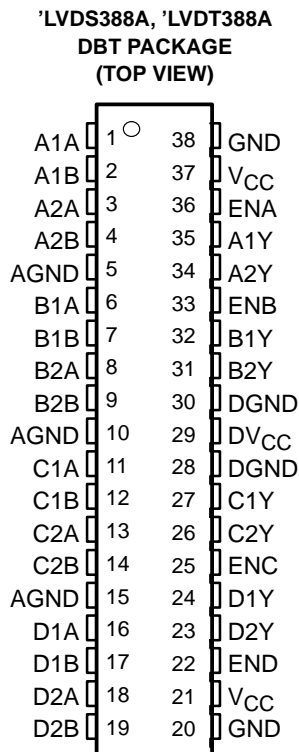 'LVDS388A, 'LVDT388A
DBT PACKAGE
(TOP VIEW)
A1A 1 38 GND
A1B 2 37 VCC
A2A 3 36 ENA
A2B 4 35 A1Y
AGND 5 34 A2Y
B1A 6 33 ENB
B1B 7 32 B1Y
B2A 8 31 B2Y
B2B 9 30 DGND
AGND 10 29 DVCC
C1A 11 28 DGND
C1B 12 27 C1Y
C2A 13 26 C2Y
C2B 14 25 ENC
AGND 15 24 D1Y
D1A 16 23 D2Y
D1B 17 22 END
D2A 18 21 VCC
D2B 19 20 GND